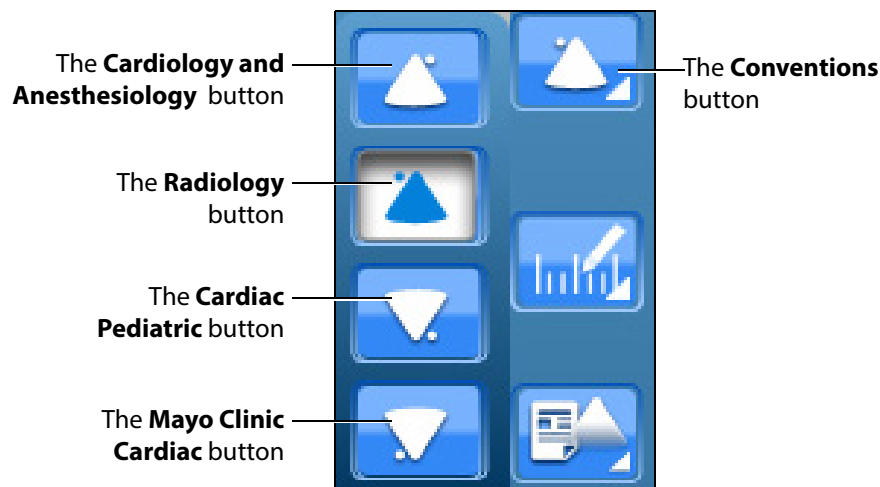 The Cardiology and
Anesthesiology button
The Conventions
button
The Radiology
button
The Cardiac
Pediatric button
The Mayo Clinic
Cardiac button